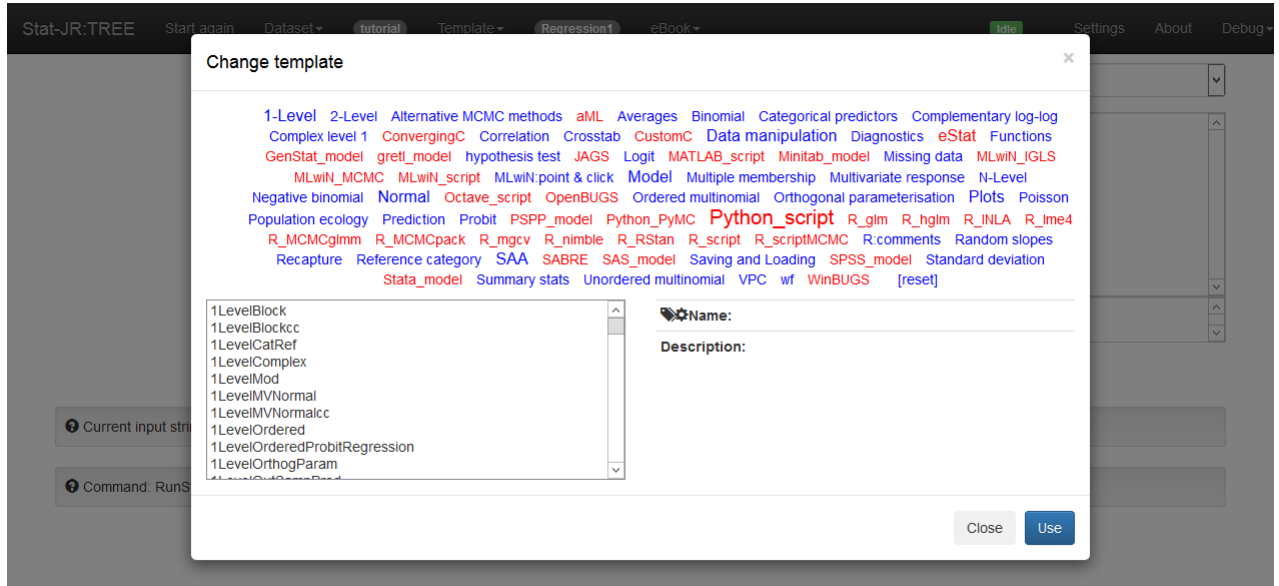 Stat-JR:TREE Start again Dataset tutorial Template Regression1 eBook Idle Settings About Debug
Change template ×
1-Level 2-Level Alternative MCMC methods aML Averages Binomial Categorical predictors Complementary log-log
Complex level 1 ConvergingC Correlation Crosstab CustomC Data manipulation Diagnostics eStat Functions
GenStat_model gretl_model hypothesis test JAGS Logit MATLAB_script Minitab_model Missing data MLwiN_IGLS
MLwiN_MCMC MLwiN_script MLwiN:point & click Model Multiple membership Multivariate response N-Level
Negative binomial Normal Octave_script OpenBUGS Ordered multinomial Orthogonal parameterisation Plots Poisson
Population ecology Prediction Probit PSPP_model Python_PyMC Python_script R_glm R_hglm R_INLA R_lme4
R_MCMCglmm R_MCMCpack R_mgcv R_nimble R_RStan R_script R_scriptMCMC R:comments Random slopes
Recapture Reference category SAA SABRE SAS_model Saving and Loading SPSS_model Standard deviation
Stata_model Summary stats Unordered multinomial VPC wf WinBUGS [reset]
1LevelBlock
1LevelBlockcc
1LevelCatRef
1LevelComplex
1LevelMod
1LevelMVNormal
1LevelMVNormalcc
1LevelOrdered
1LevelOrderedProbitRegression
1LevelOrthogParam
Name:
Description:
Current input stri
Command: RunS
Close Use